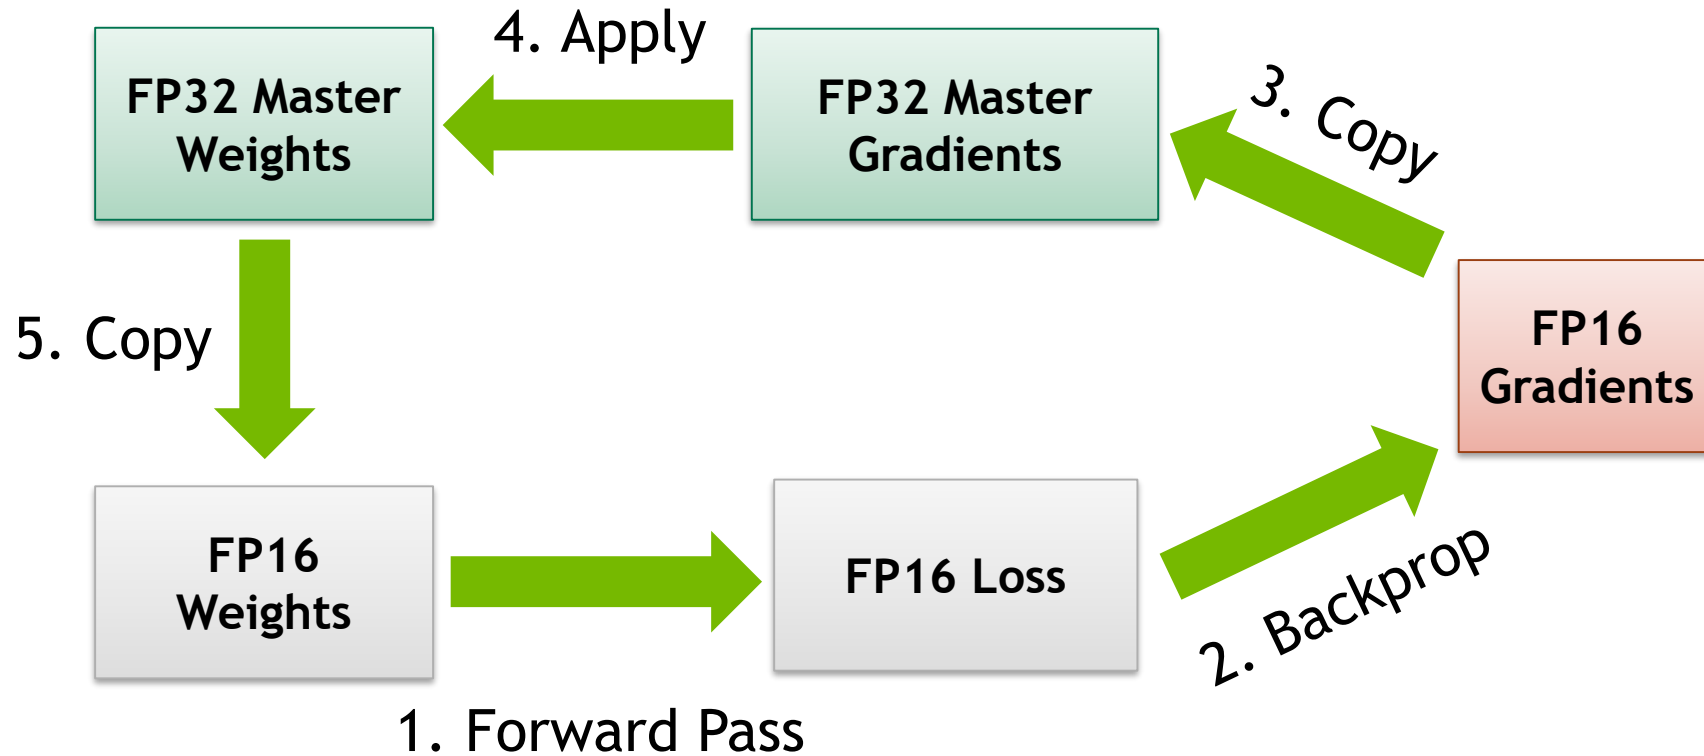 4. Apply
FP32 Master
Weights
FP32 Master
Gradients
3. Copy
5. Copy
FP16
Gradients
FP16
Weights
FP16 Loss
2. Backprop
1. Forward Pass